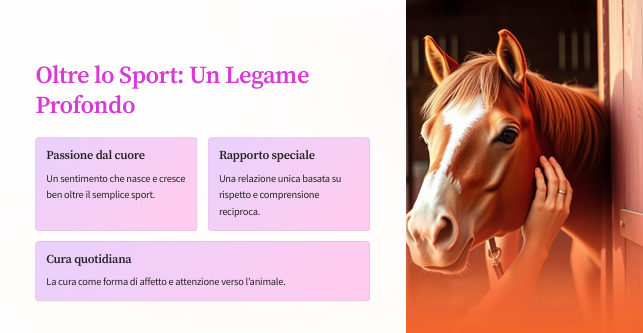 Oltre lo Sport: Un Legame
Profondo
Passione dal cuore
Un sentimento che nasce e cresce
ben oltre il semplice sport.
Rapporto speciale
Una relazione unica basata su
rispetto e comprensione
reciproca.
Cura quotidiana
La cura come forma di affetto e attenzione verso l'animale.